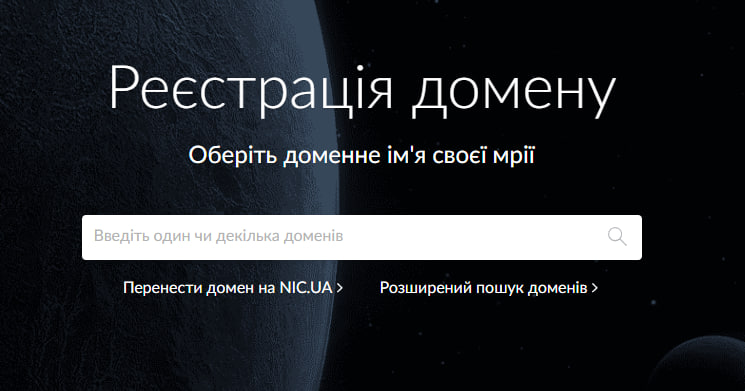 Реєстрація домену
Оберіть доменне ім'я своєї мрії
Введіть один чи декілька доменів
Перенести домен на NIC.UA > Розширений пошук доменів >